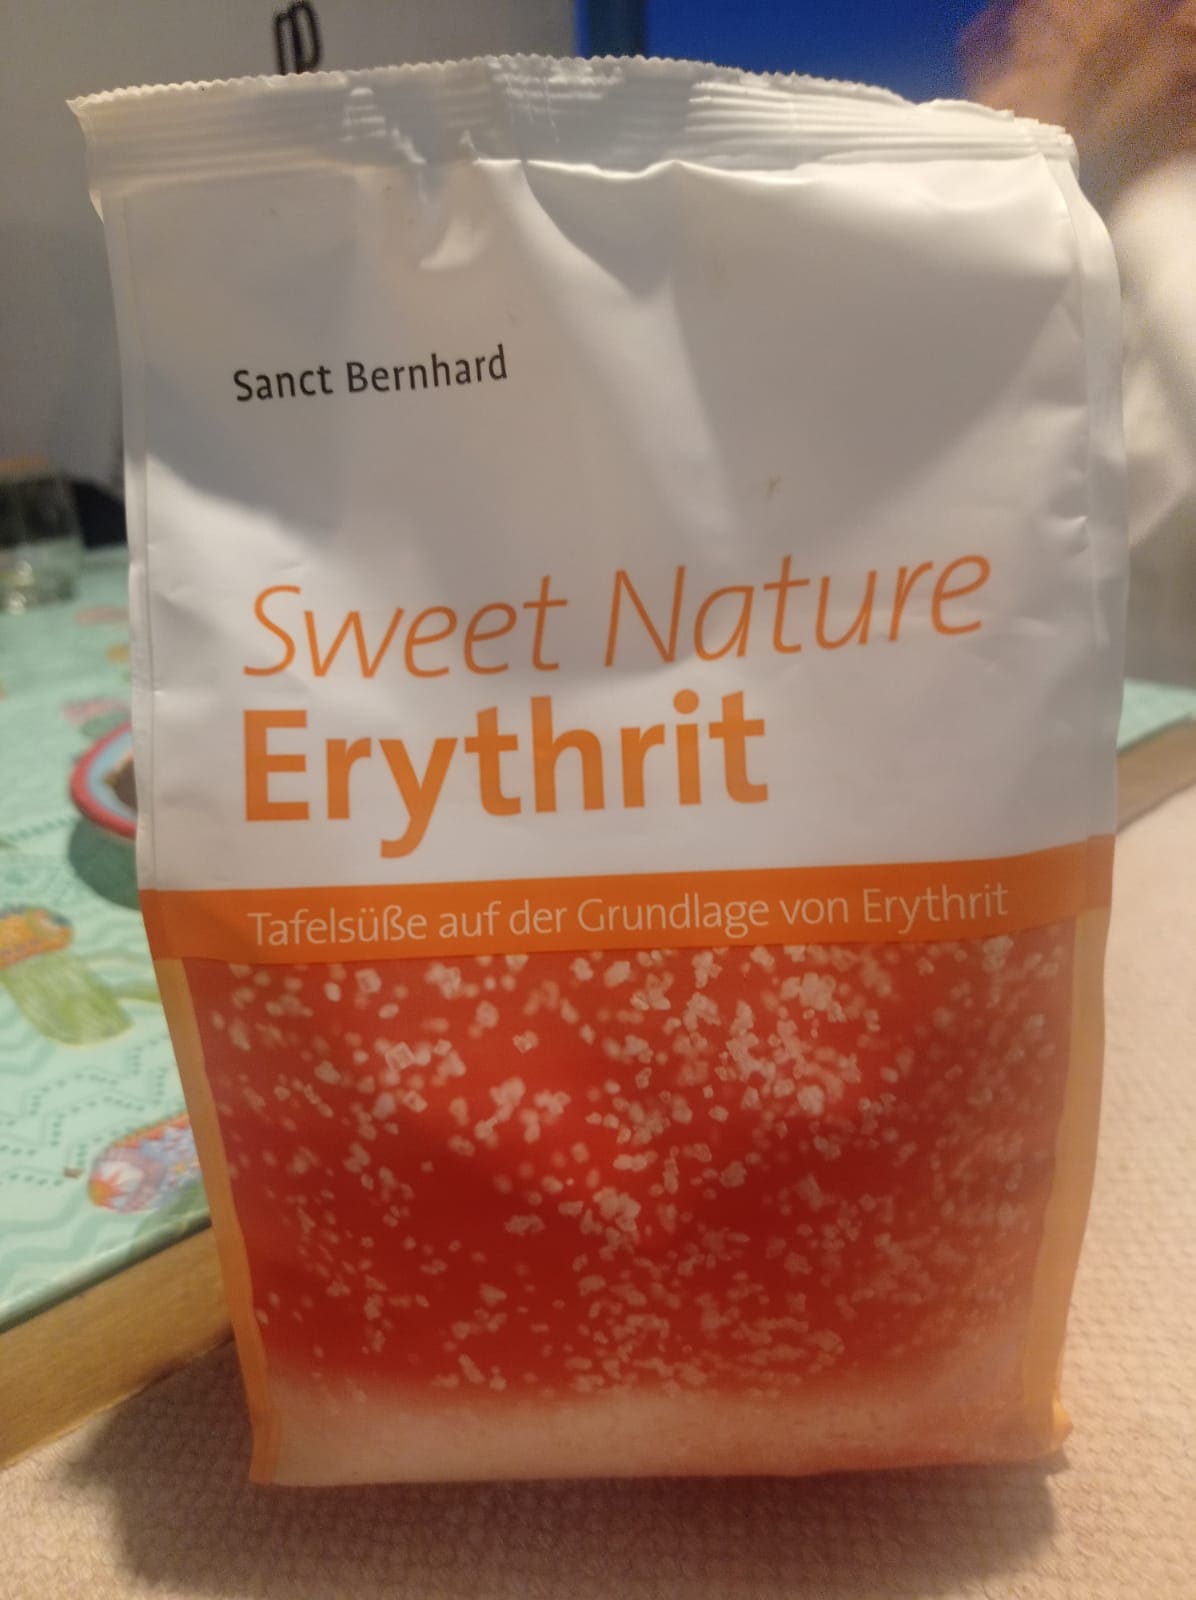 Sanct Bernhard
Sweet Nature
Erythrit
Tafelsüße auf der Grundlage von Erythrit